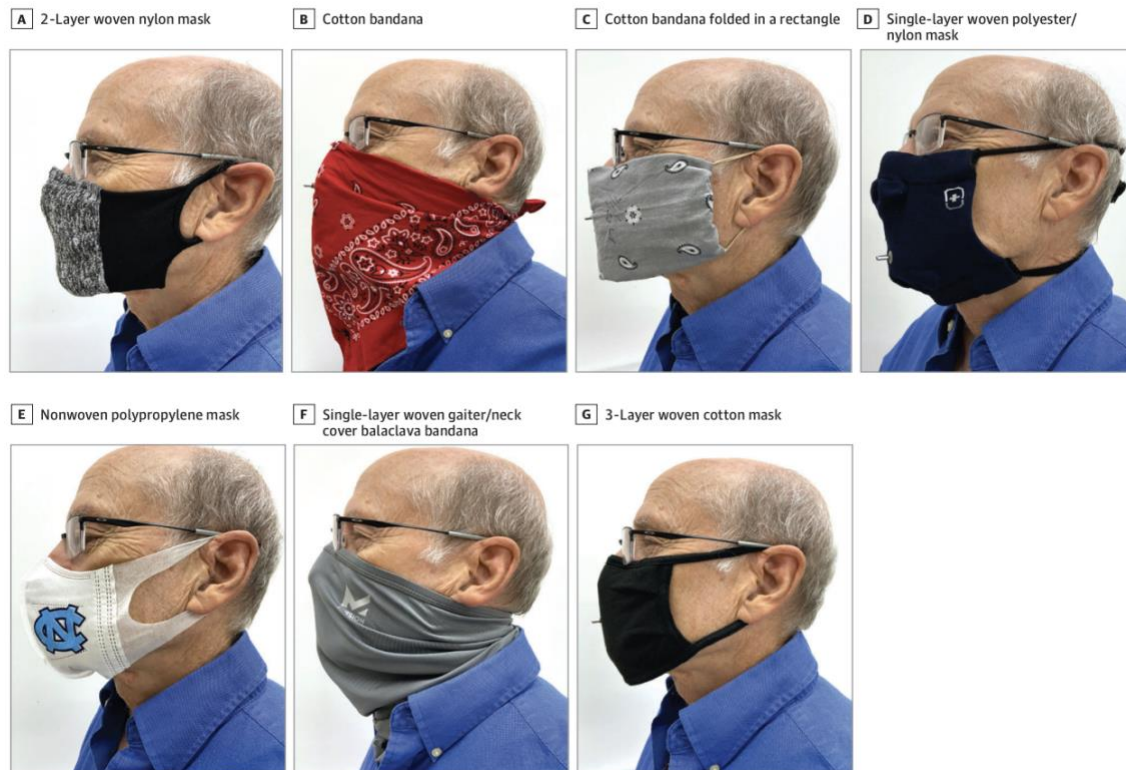 A 2-Layer woven nylon mask
B Cotton bandana
C Cotton bandana folded in a rectangle
D Single-layer woven polyester/
nylon mask
E Nonwoven polypropylene mask
F Single-layer woven gaiter/neck
cover balaclava bandana
G 3-Layer woven cotton mask
NC